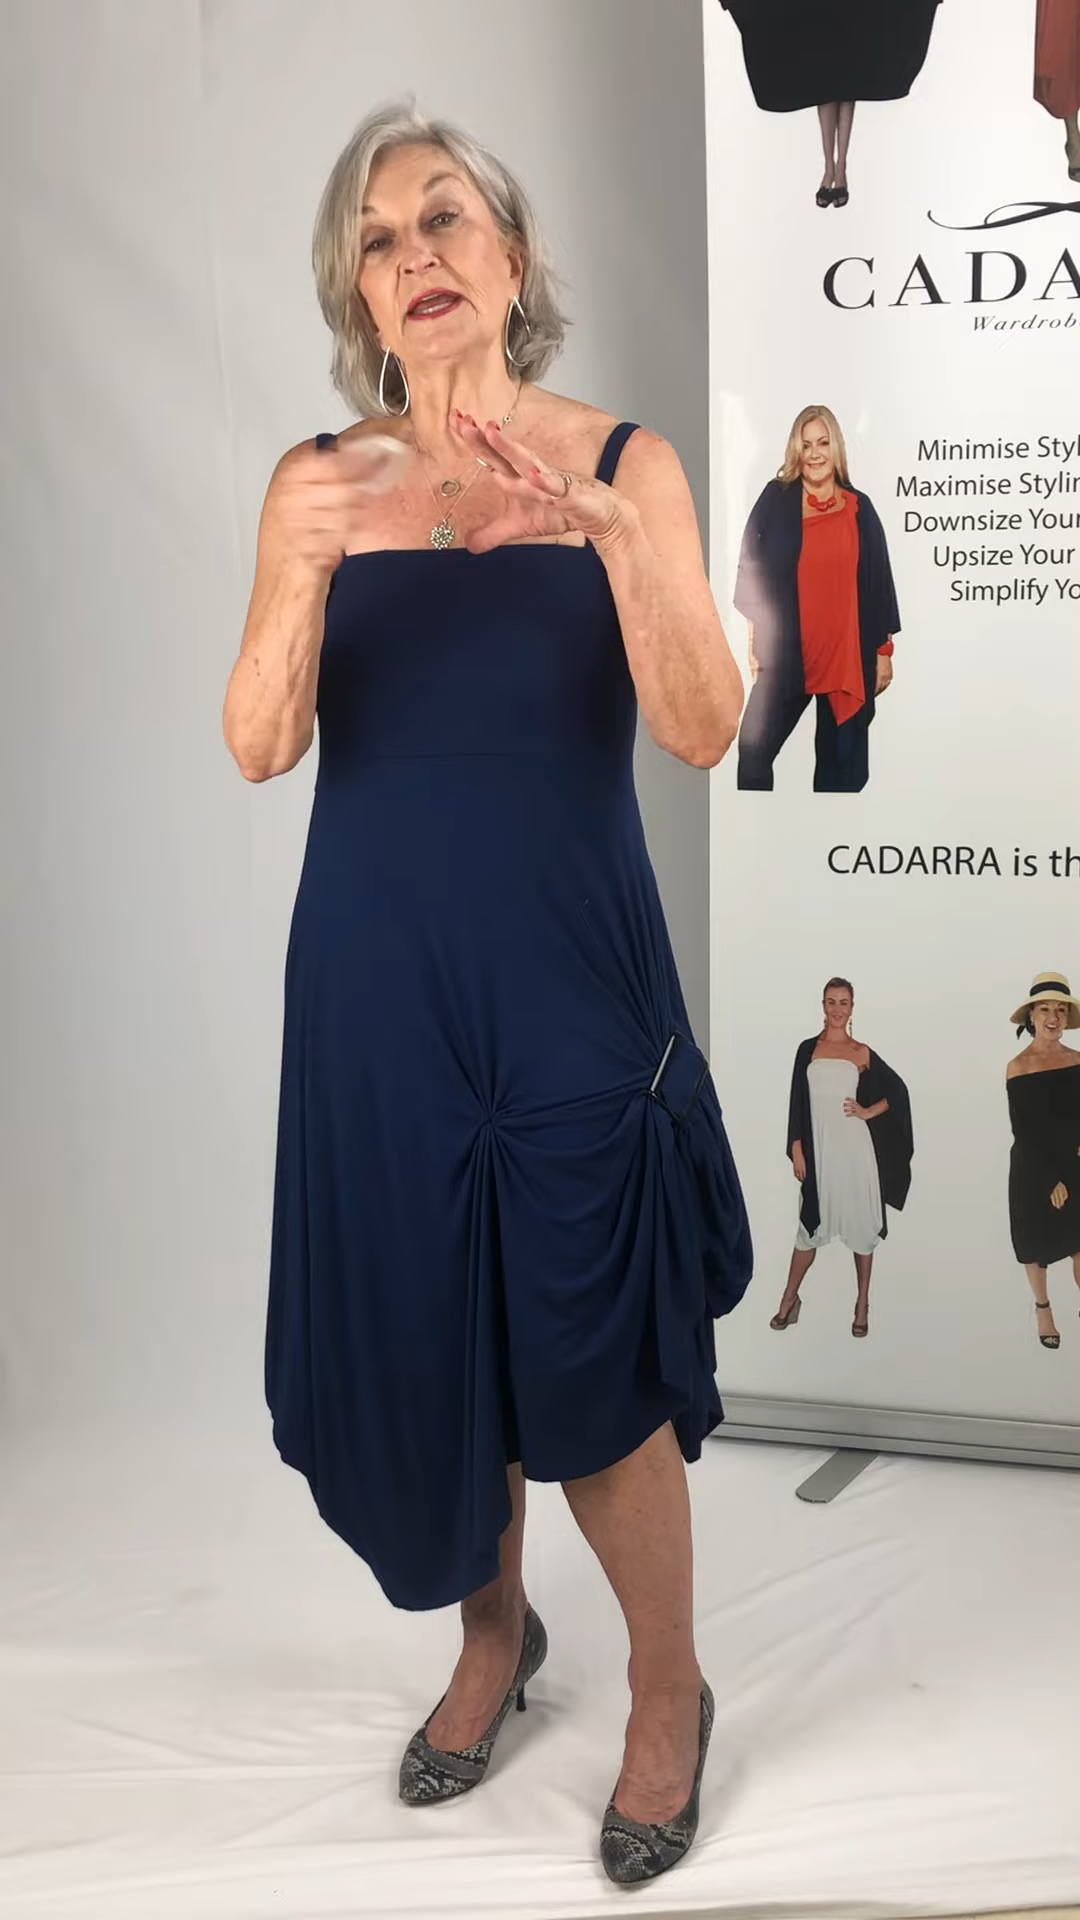 CADA
Wardrob
Minimise Styl
Maximise Stylin
Downsize Your
Upsize Your
Simplify Yo
CADARRA is th